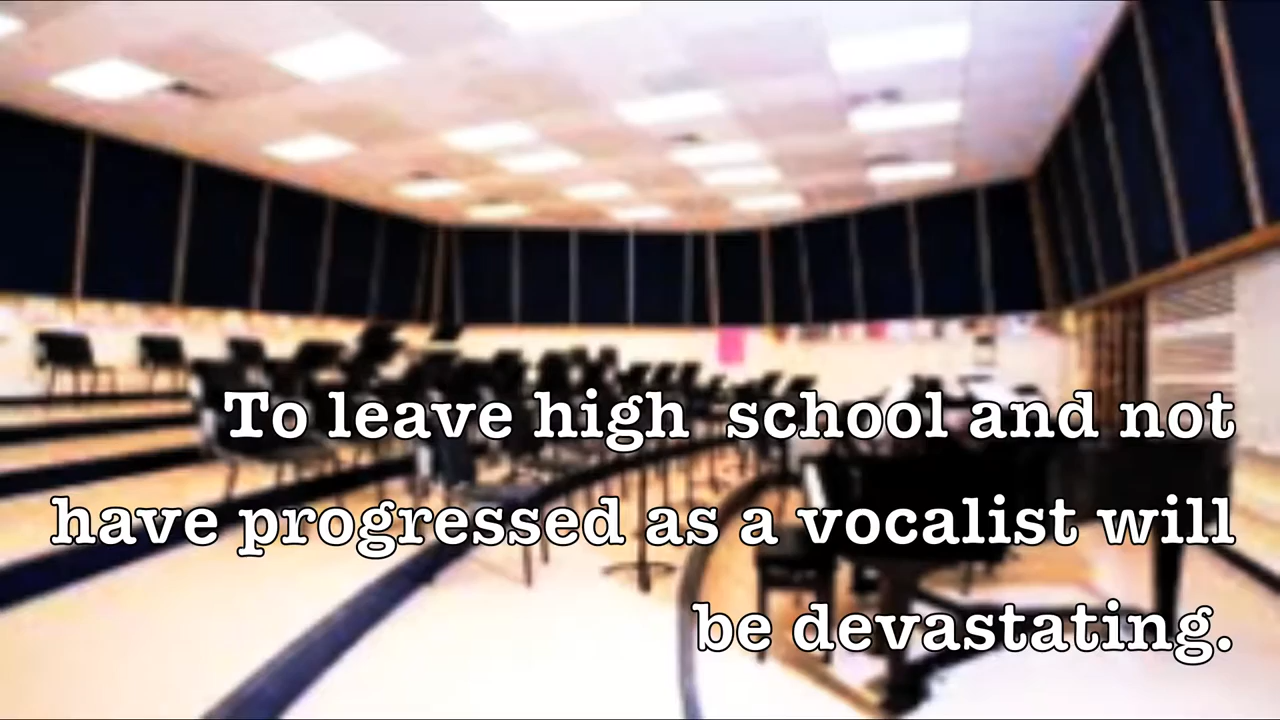 To leave high  school and not
have progressed as a vocalist will
be devastating.